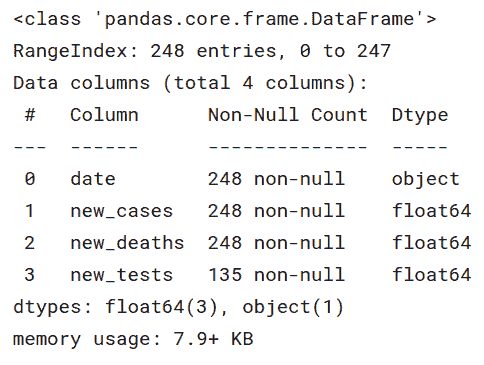 <class 'pandas.core.frame.DataFrame'>
RangeIndex: 248 entries, 0 to 247
Data columns (total 4 columns):
 #   Column      Non-Null Count  Dtype
---  ------      --------------  -----
 0   date        248 non-null    object
 1   new_cases   248 non-null    float64
 2   new_deaths  248 non-null    float64
 3   new_tests   135 non-null    float64
dtypes: float64(3), object(1)
memory usage: 7.9+ KB